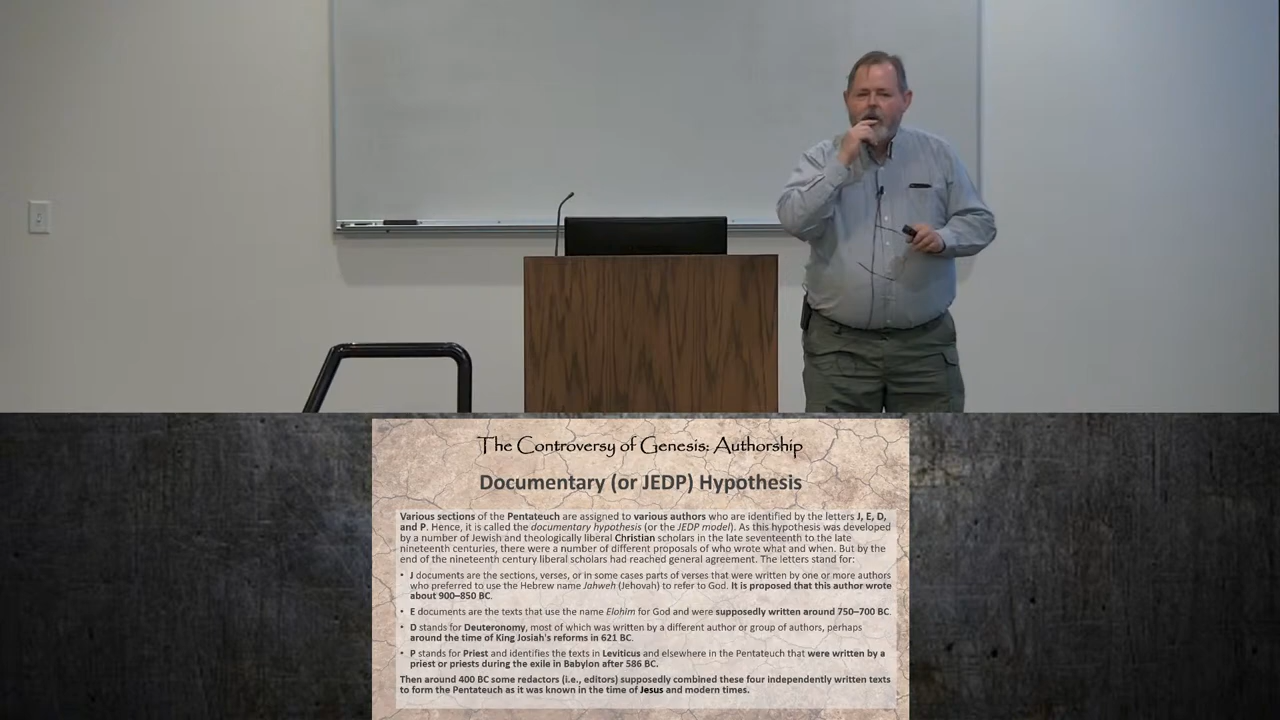 The Controversy of Genesis: Authorship
Documentary (or JEDP) Hypothesis
Various sections of the Pentateuch are assigned to various authors who are identified by the letters J, E, D,
and P. Hence, it is called the documentary hypothesis (or the JEDP model). As this hypothesis was developed
by a number of Jewish and theologically liberal Christian scholars in the late seventeenth to the late
nineteenth centuries, there were a number of different proposals of who wrote what and when. But by the
end of the nineteenth century liberal scholars had reached general agreement. The letters stand for:
• J documents are the sections, verses, or in some cases parts of verses that were written by one or more authors
who preferred to use the Hebrew name Jahweh (Jehovah) to refer to God. It is proposed that this author wrote
about 900–850 BC.
• E documents are the texts that use the name Elohim for God and were supposedly written around 750–700 BC.
• D stands for Deuteronomy, most of which was written by a different author or group of authors, perhaps
around the time of King Josiah's reforms in 621 BC.
• P stands for Priest and identifies the texts in Leviticus and elsewhere in the Pentateuch that were written by a
priest or priests during the exile in Babylon after 586 BC.
Then around 400 BC some redactors (i.e., editors) supposedly combined these four independently written texts
to form the Pentateuch as it was known in the time of Jesus and modern times.